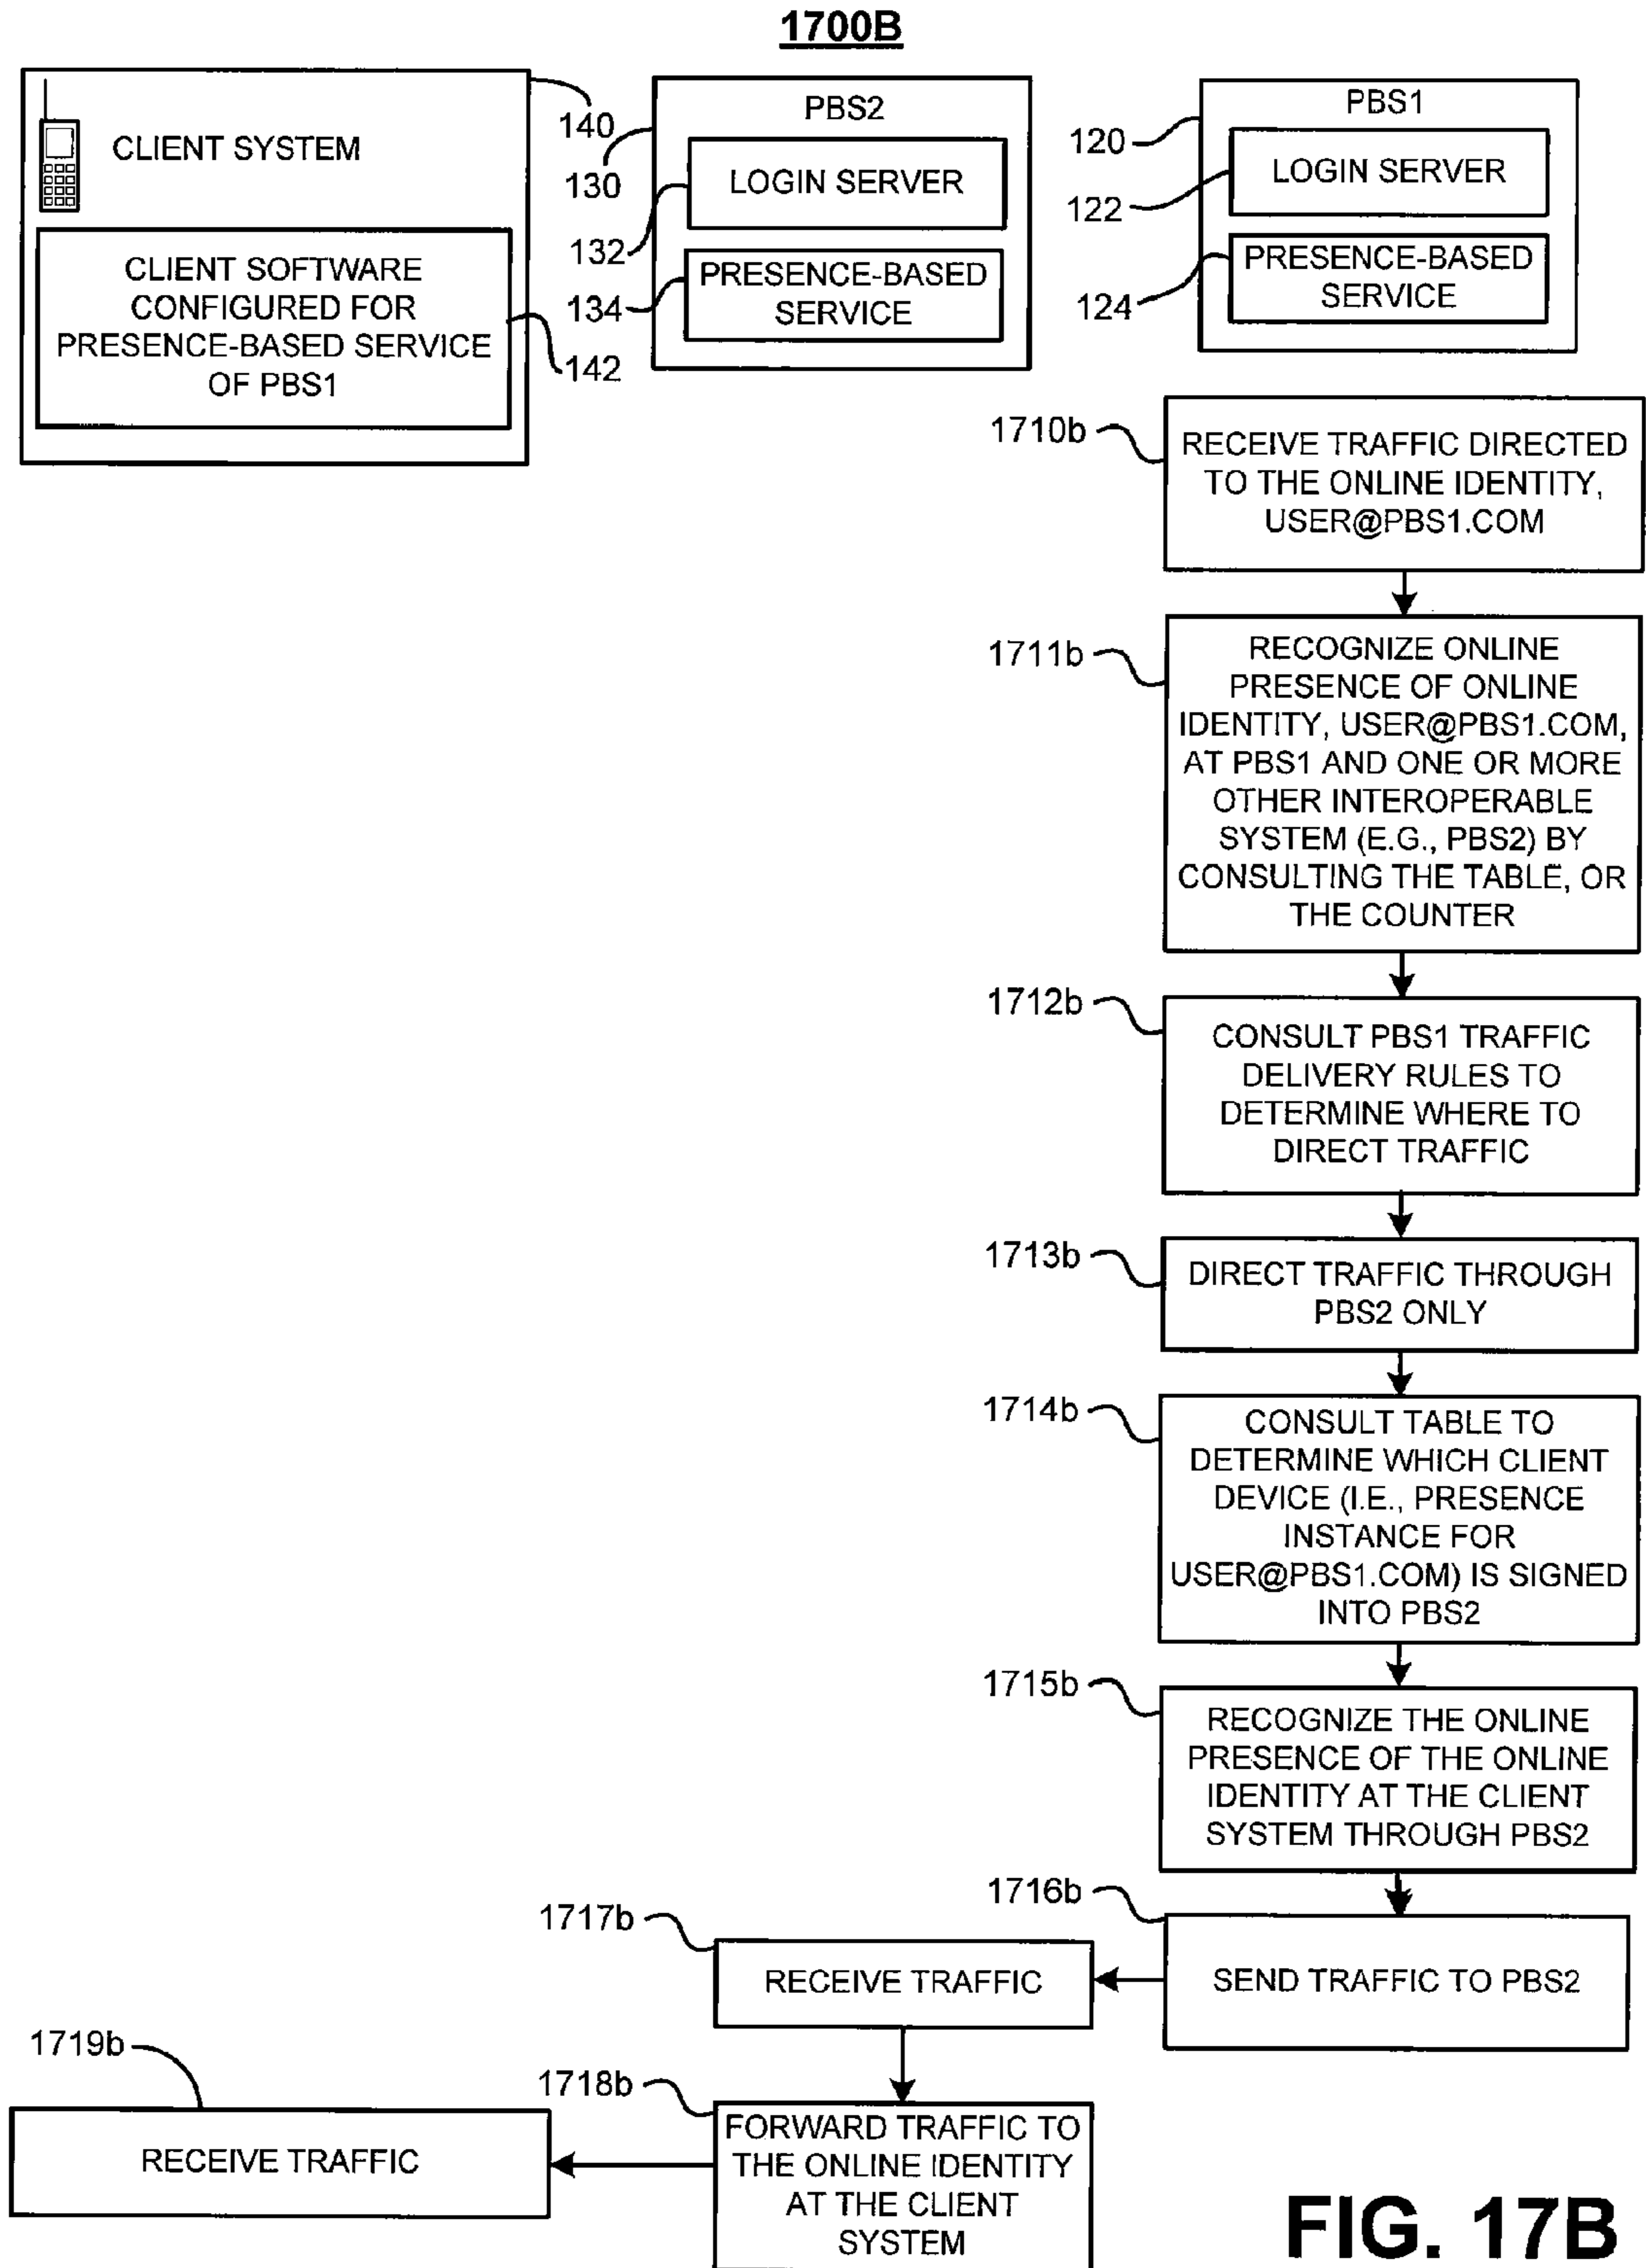 1700B
CLIENT SYSTEM
140
CLIENT SOFTWARE
CONFIGURED FOR
PRESENCE-BASED SERVICE
OF PBS1
142
PBS2
130
LOGIN SERVER
132
PRESENCE-BASED
SERVICE
134
PBS1
120
LOGIN SERVER
122
PRESENCE-BASED
SERVICE
124
1710b
RECEIVE TRAFFIC DIRECTED
TO THE ONLINE IDENTITY,
USER@PBS1.COM
1711b
RECOGNIZE ONLINE
PRESENCE OF ONLINE
IDENTITY, USER@PBS1.COM,
AT PBS1 AND ONE OR MORE
OTHER INTEROPERABLE
SYSTEM (E.G., PBS2) BY
CONSULTING THE TABLE, OR
THE COUNTER
1712b
CONSULT PBS1 TRAFFIC
DELIVERY RULES TO
DETERMINE WHERE TO
DIRECT TRAFFIC
1713b
DIRECT TRAFFIC THROUGH
PBS2 ONLY
1714b
CONSULT TABLE TO
DETERMINE WHICH CLIENT
DEVICE (I.E., PRESENCE
INSTANCE FOR
USER@PBS1.COM) IS SIGNED
INTO PBS2
1715b
RECOGNIZE THE ONLINE
PRESENCE OF THE ONLINE
IDENTITY AT THE CLIENT
SYSTEM THROUGH PBS2
1716b
SEND TRAFFIC TO PBS2
1717b
RECEIVE TRAFFIC
1718b
FORWARD TRAFFIC TO
THE ONLINE IDENTITY
AT THE CLIENT
SYSTEM
1719b
RECEIVE TRAFFIC
FIG. 17B